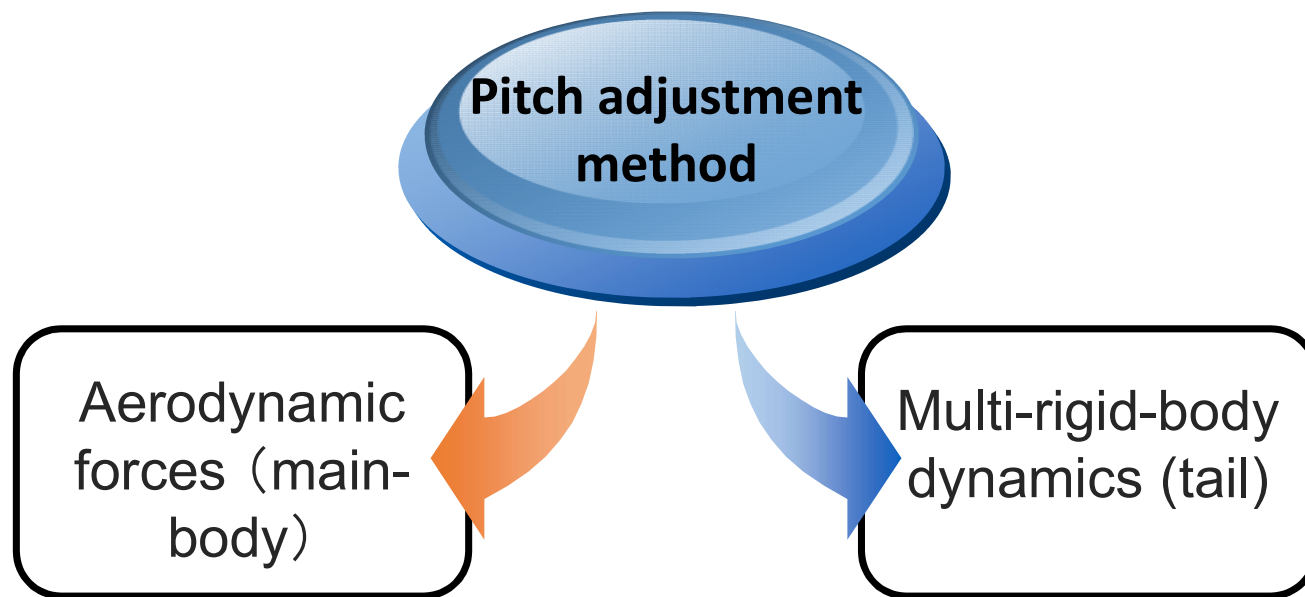 Pitch adjustment
method
Aerodynamic
forces（main-
body）
Multi-rigid-body
dynamics (tail)